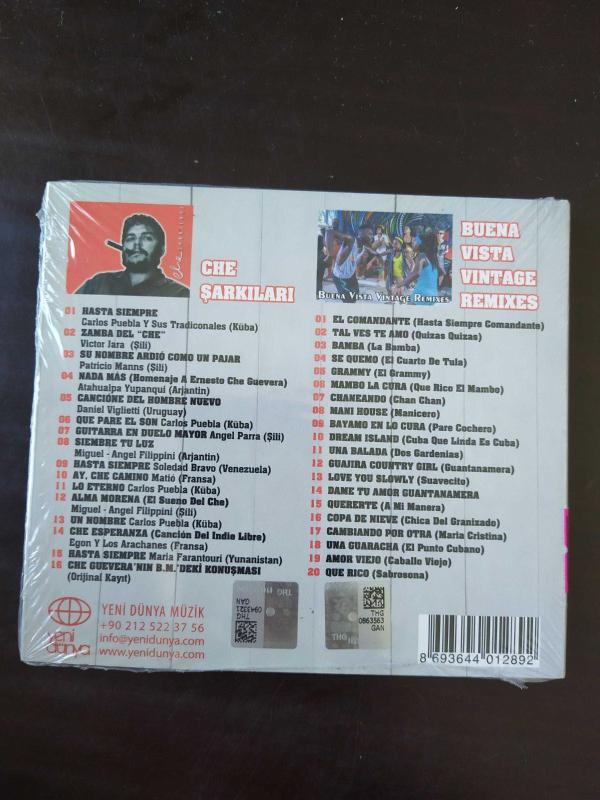 CHE
ŞARKILARI
01 HASTA SIEMPRE
Carlos Puebla Y Sus Tradiconales (Küba)
02 ZAMBA DEL “CHE”
Victor Jara (Şili)
03 SU NOMBRE ARDIÓ COMO UN PAJAR
Patricio Manns (Şili)
04 NADA MÁS (Homenaje A Ernesto Che Guevera)
Atahualpa Yupanqui (Arjantin)
05 CANCIÓNE DEL HOMBRE NUEVO
Daniel Viglietti (Uruguay)
06 QUE PARE EL SON Carlos Puebla (Küba)
07 GUITARRA EN DUELO MAYOR Angel Parra (Şili)
08 SIEMBRE TU LUZ
Miguel - Angel Filippini (Arjantin)
09 HASTA SIEMPRE Soledad Bravo (Venezuela)
10 AY, CHE CAMINO Matió (Fransa)
11 LO ETERNO Carlos Puebla (Küba)
12 ALMA MORENA (El Sueno Del Che)
Miguel - Angel Filippini (Şili)
13 UN NOMBRE Carlos Puebla (Küba)
14 CHE ESPERANZA (Canción Del Indie Libre)
Egon Y Los Arachanes (Fransa)
15 HASTA SIEMPRE Maria Farantouri (Yunanistan)
16 CHE GUEVERA'NIN B.M.'DEKİ KONUŞMASI
(Orijinal Kayıt)
BUENA
VISTA
VINTAGE
REMIXES
BUENA VISTA VINTAGE REMIXES
01 EL COMANDANTE (Hasta Siempre Comandante)
02 TAL VES TE AMO (Quizas Quizas)
03 BAMBA (La Bamba)
04 SE QUEMO (El Cuarto De Tula)
05 GRAMMY (El Grammy)
06 MAMBO LA CURA (Que Rico El Mambo)
07 CHANEANDO (Chan Chan)
08 MANI HOUSE (Manicero)
09 BAYAMO EN LO CURA (Pare Cochero)
10 DREAM ISLAND (Cuba Que Linda Es Cuba)
11 UNA BALADA (Dos Gardenias)
12 GUAJIRA COUNTRY GIRL (Guantanamera)
13 LOVE YOU SLOWLY (Suavecito)
14 DAME TU AMOR GUANTANAMERA
15 QUERERTE (A Mi Manera)
16 COPA DE NIEVE (Chica Del Granizado)
17 CAMBIANDO POR OTRA (Maria Cristina)
18 UNA GUARACHA (El Punto Cubano)
19 AMOR VIEJO (Caballo Viejo)
20 QUE RICO (Sabrosona)
yeni
dünya
YENİ DÜNYA MÜZİK
+90 212 522 37 56
info@yenidunya.com
www.yenidunya.com
THG
0943321
GAN
THG
0863563
GAN
8 693644 012892